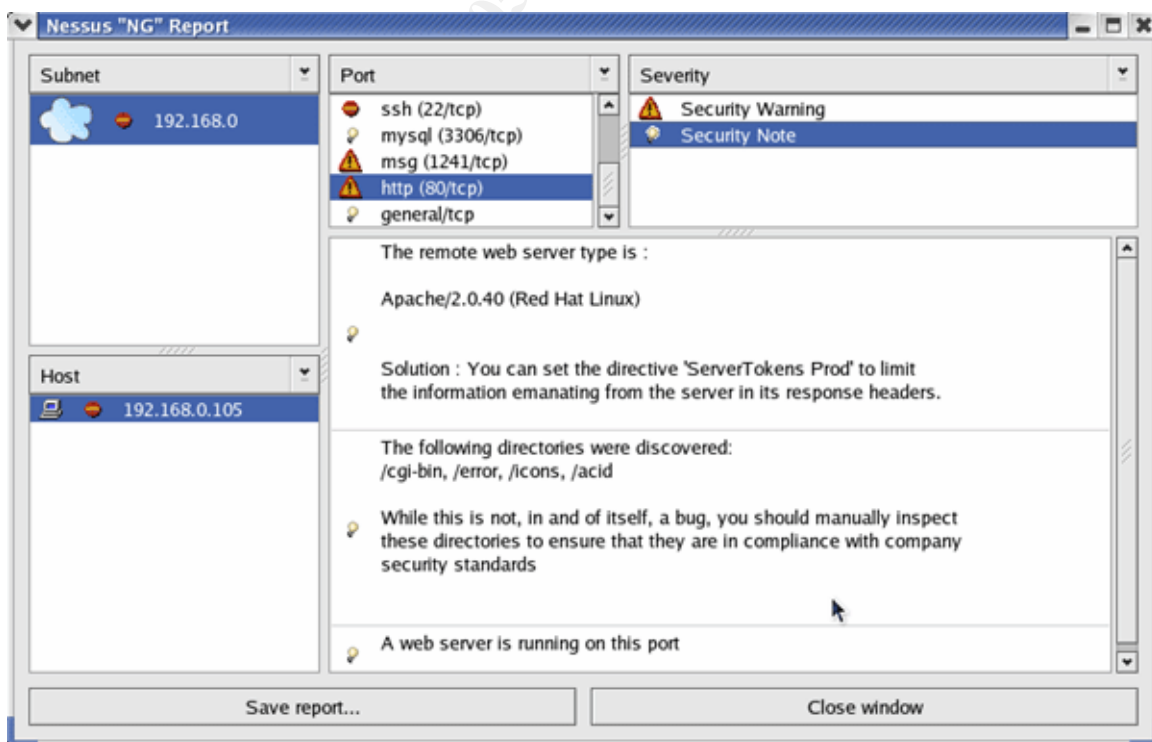 Nessus "NG" Report
Subnet
192.168.0
Port
ssh (22/tcp)
mysql (3306/tcp)
msg (1241/tcp)
http (80/tcp)
general/tcp
Severity
Security Warning
Security Note
Host
192.168.0.105
The remote web server type is :
Apache/2.0.40 (Red Hat Linux)
Solution : You can set the directive 'ServerTokens Prod' to limit
the information emanating from the server in its response headers.
The following directories were discovered:
/cgi-bin, /error, /icons, /acid
While this is not, in and of itself, a bug, you should manually inspect
these directories to ensure that they are in compliance with company
security standards
A web server is running on this port
Save report...
Close window